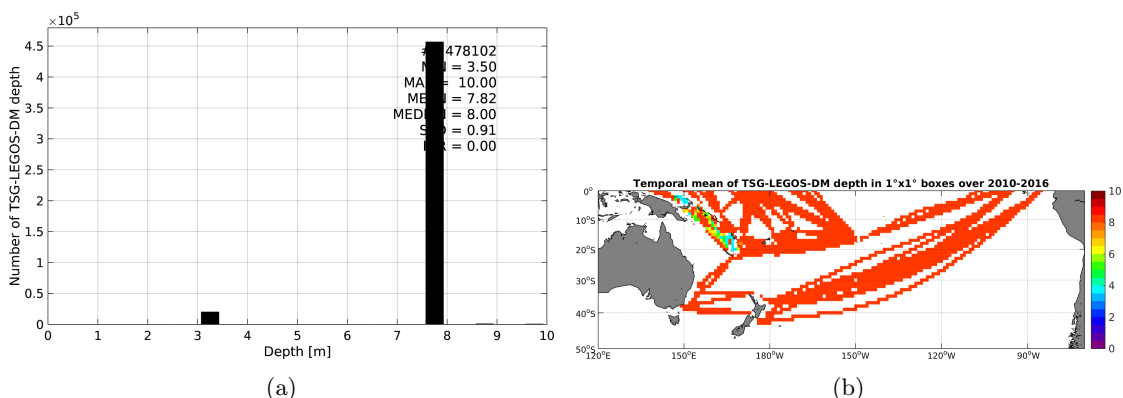 ×10⁵
4.5
4
3.5
3
2.5
2
1.5
1
0.5
0
Number of TSG-LEGOS-DM depth
478102
= 3.50
= 10.00
= 7.82
= 8.00
= 0.91
= 0.00
0 1 2 3 4 5 6 7 8 9 10
Depth [m]
(a)
Temporal mean of TSG-LEGOS-DM depth in 1°x1° boxes over 2010-2016
0°
10°S
20°S
30°S
40°S
50°S
120°E 150°E 180°W 150°W 120°W 90°W
10
8
6
4
2
0
(b)